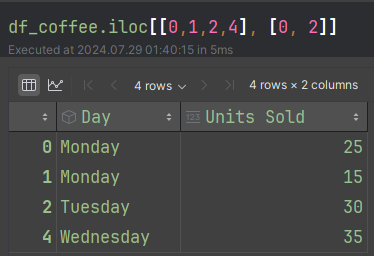 df_coffee.iloc[[0,1,2,4], [0, 2]]
Executed at 2024.07.29 01:40:15 in 5ms
4 rows 4 rows × 2 columns
Day 123 Units Sold
0 Monday 25
1 Monday 15
2 Tuesday 30
4 Wednesday 35